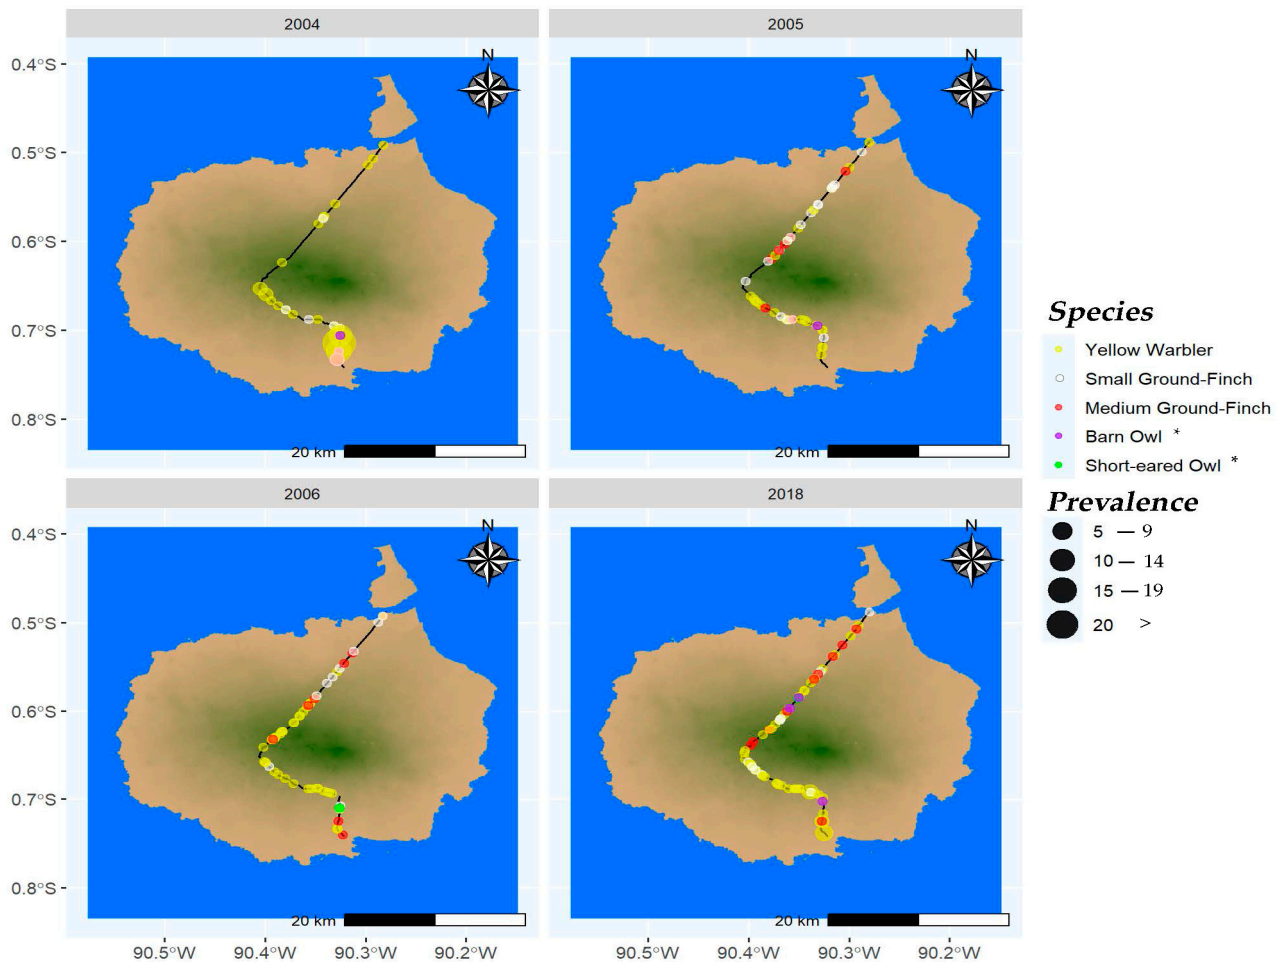 2004
2005
0.4°S
0.5°S
0.6°S
0.7°S
0.8°S
N
N
20 km
20 km
Species
Yellow Warbler
Small Ground-Finch
Medium Ground-Finch
Barn Owl *
Short-eared Owl *
Prevalence
5 — 9
10 — 14
15 — 19
20 >
2006
2018
0.4°S
0.5°S
0.6°S
0.7°S
0.8°S
N
N
20 km
20 km
90.5°W 90.4°W 90.3°W 90.2°W
90.5°W 90.4°W 90.3°W 90.2°W